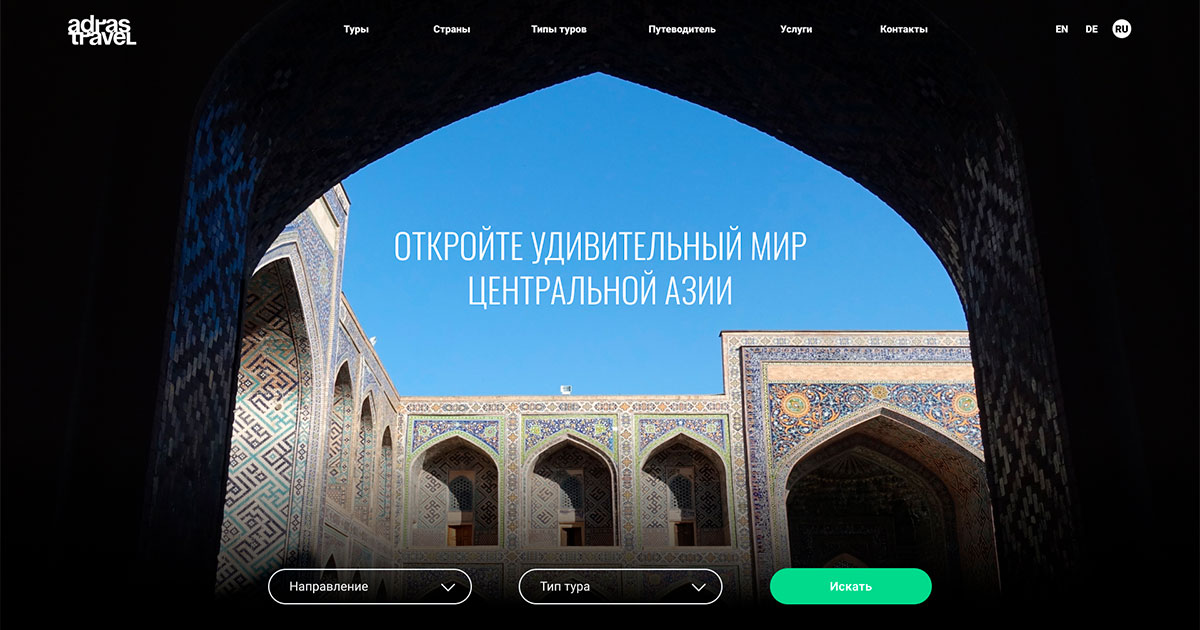 adras
travel
Туры
Страны
Типы туров
Путеводитель
Услуги
Контакты
EN
DE
RU
ОТКРОЙТЕ УДИВИТЕЛЬНЫЙ МИР
ЦЕНТРАЛЬНОЙ АЗИИ
Направление
Тип тура
Искать